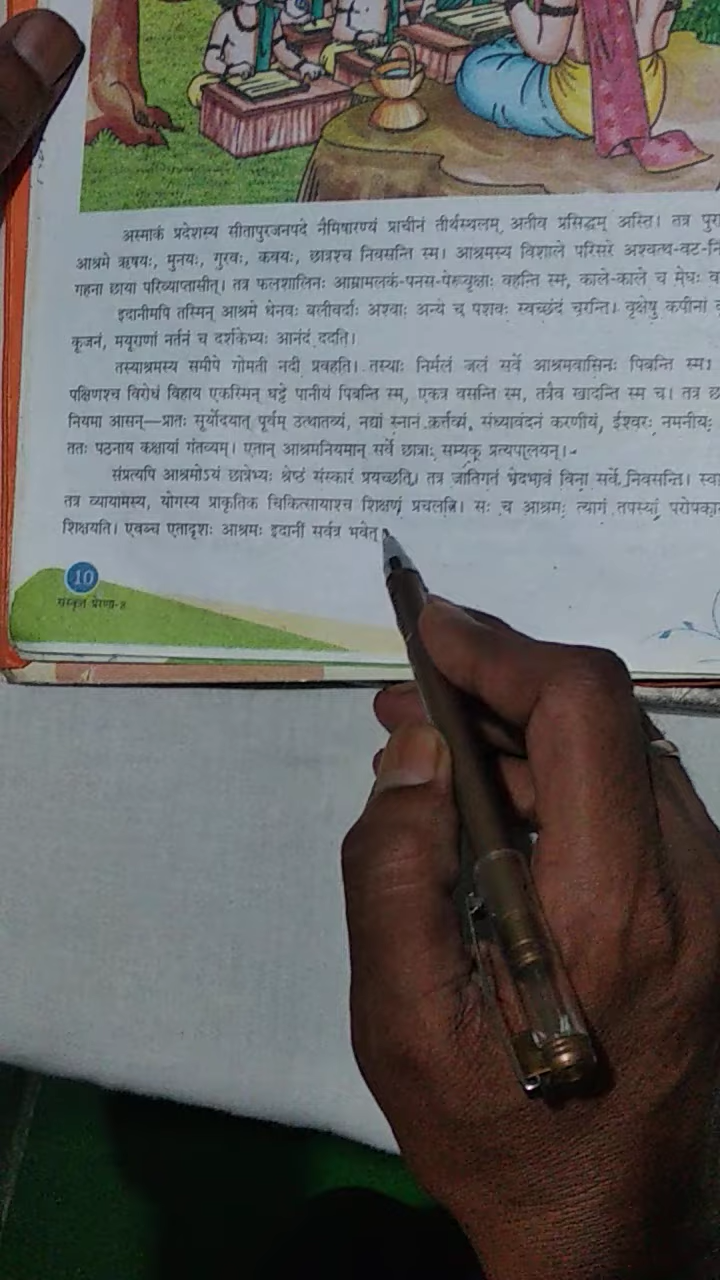 अस्माकं प्रदेशस्य सीतापुरजनपदे नैमिषारण्यं प्राचीनं तीर्थस्थलम् अतीव प्रसिद्धम् अस्ति। तत्र पुरा
आश्रमे ऋषयः, मुनयः, गुरवः, कवयः, छात्रश्च निवसन्ति स्म। आश्रमस्य विशाले परिसरे अश्वत्थ-वट-नि
गहना छाया परिव्याप्तासीत्। तत्र फलशालिनः आम्रामलकं-पनस-पेरूवृक्षाः वहन्ति स्म, काले-काले च मेघः व
इदानीमपि तस्मिन् आश्रमे धेनवः बलीवर्दाः अश्वाः अन्ये च पशवः स्वच्छंदं चरन्ति। वृक्षेषु कपीनां
कूजनं, मयूराणां नर्तनं च दर्शकेभ्यः आनंदं ददति।
तस्याश्रमस्य समीपे गोमती नदी प्रवहति। तस्याः निर्मलं जलं सर्वे आश्रमवासिनः पिबन्ति स्म।
पक्षिणश्च विरोधं विहाय एकस्मिन् घट्टे पानीयं पिबन्ति स्म, एकत्र वसन्ति स्म, तत्रैव खादन्ति स्म च। तत्र छ
नियमा आसन्—प्रातः सूर्योदयात् पूर्वम् उत्थातव्यं, नद्यां स्नानं कर्त्तव्यं, संध्यावंदनं करणीयं, ईश्वरः नमनीयः
ततः पठनाय कक्षायां गंतव्यम्। एतान् आश्रमनियमान् सर्वे छात्राः सम्यक् प्रत्यपालयन्।
संप्रत्यपि आश्रमोऽयं छात्रेभ्यः श्रेष्ठं संस्कारं प्रयच्छति। तत्र जातिगतं भेदभावं विना सर्वे निवसन्ति। स्वा
तत्र व्यायामस्य, योगस्य प्राकृतिक चिकित्सायाश्च शिक्षणं प्रचलति। सः च आश्रमः त्यागं तपस्यां परोपका
शिक्षयति। एवञ्च एतादृशः आश्रमः इदानीं सर्वत्र भवेत्
10
संस्कृत प्रेरणा-8